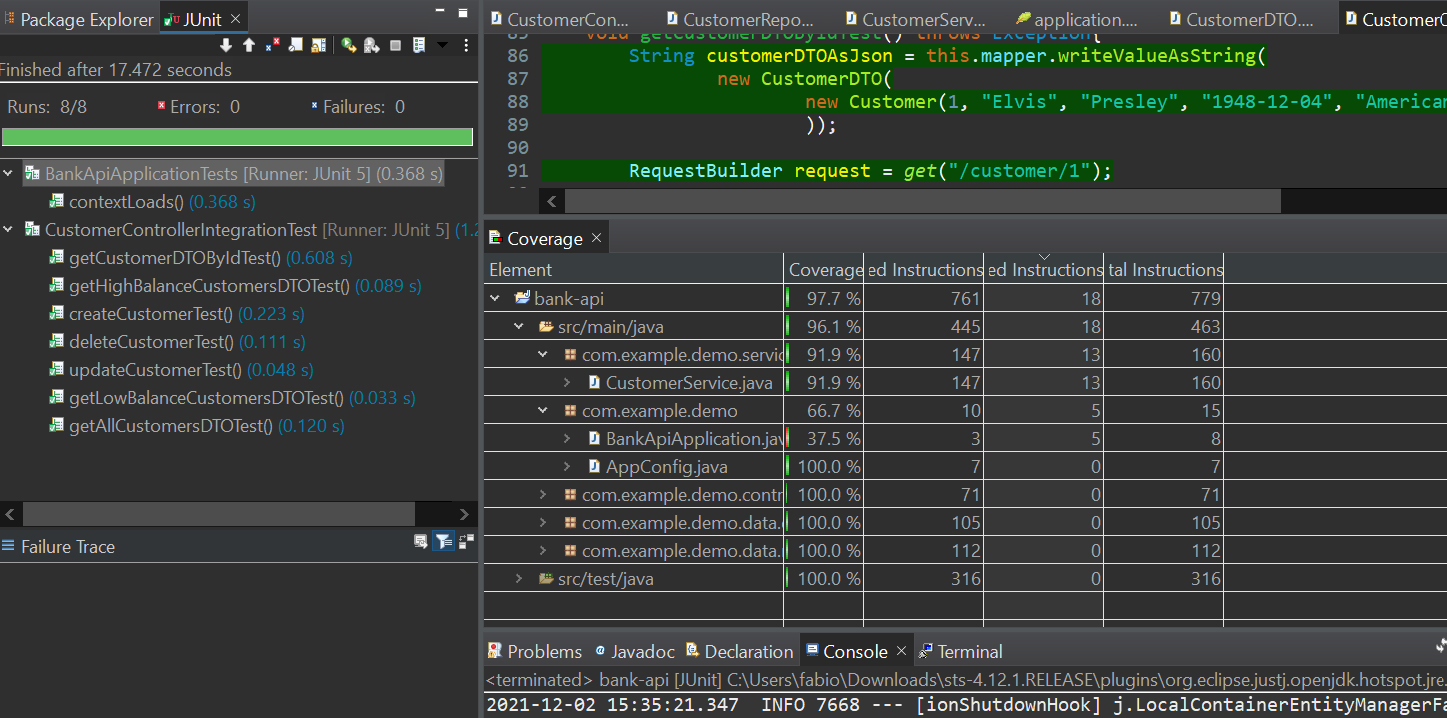 Package Explorer JUnit
Finished after 17.472 seconds
Runs: 8/8 Errors: 0 Failures: 0
BankApiApplicationTests [Runner: JUnit 5] (0.368 s)
contextLoads() (0.368 s)
CustomerControllerIntegrationTest [Runner: JUnit 5] (1.2
getCustomerDTOByIdTest() (0.608 s)
getHighBalanceCustomersDTOTest() (0.089 s)
createCustomerTest() (0.223 s)
deleteCustomerTest() (0.111 s)
updateCustomerTest() (0.048 s)
getLowBalanceCustomersDTOTest() (0.033 s)
getAllCustomersDTOTest() (0.120 s)
Failure Trace
CustomerCon... CustomerRepo... CustomerServ... application.... CustomerDTO.... Customer
85 void getCustomerDTOByIdTest() throws Exception{
86 String customerDTOAsJson = this.mapper.writeValueAsString(
87 new CustomerDTO(
88 new Customer(1, "Elvis", "Presley", "1948-12-04", "American
89 ));
90
91 RequestBuilder request = get("/customer/1");
Coverage
Element Coverage ed Instructions ed Instructions tal Instructions
bank-api 97.7 % 761 18 779
src/main/java 96.1 % 445 18 463
com.example.demo.servic 91.9 % 147 13 160
CustomerService.java 91.9 % 147 13 160
com.example.demo 66.7 % 10 5 15
BankApiApplication.jav 37.5 % 3 5 8
AppConfig.java 100.0 % 7 0 7
com.example.demo.contr 100.0 % 71 0 71
com.example.demo.data. 100.0 % 105 0 105
com.example.demo.data. 100.0 % 112 0 112
src/test/java 100.0 % 316 0 316
Problems Javadoc Declaration Console Terminal
<terminated> bank-api [JUnit] C:\Users\fabio\Downloads\sts-4.12.1.RELEASE\plugins\org.eclipse.justj.openjdk.hotspot.jre.
2021-12-02 15:35:21.347 INFO 7668 --- [ionShutdownHook] j.LocalContainerEntityManagerFa